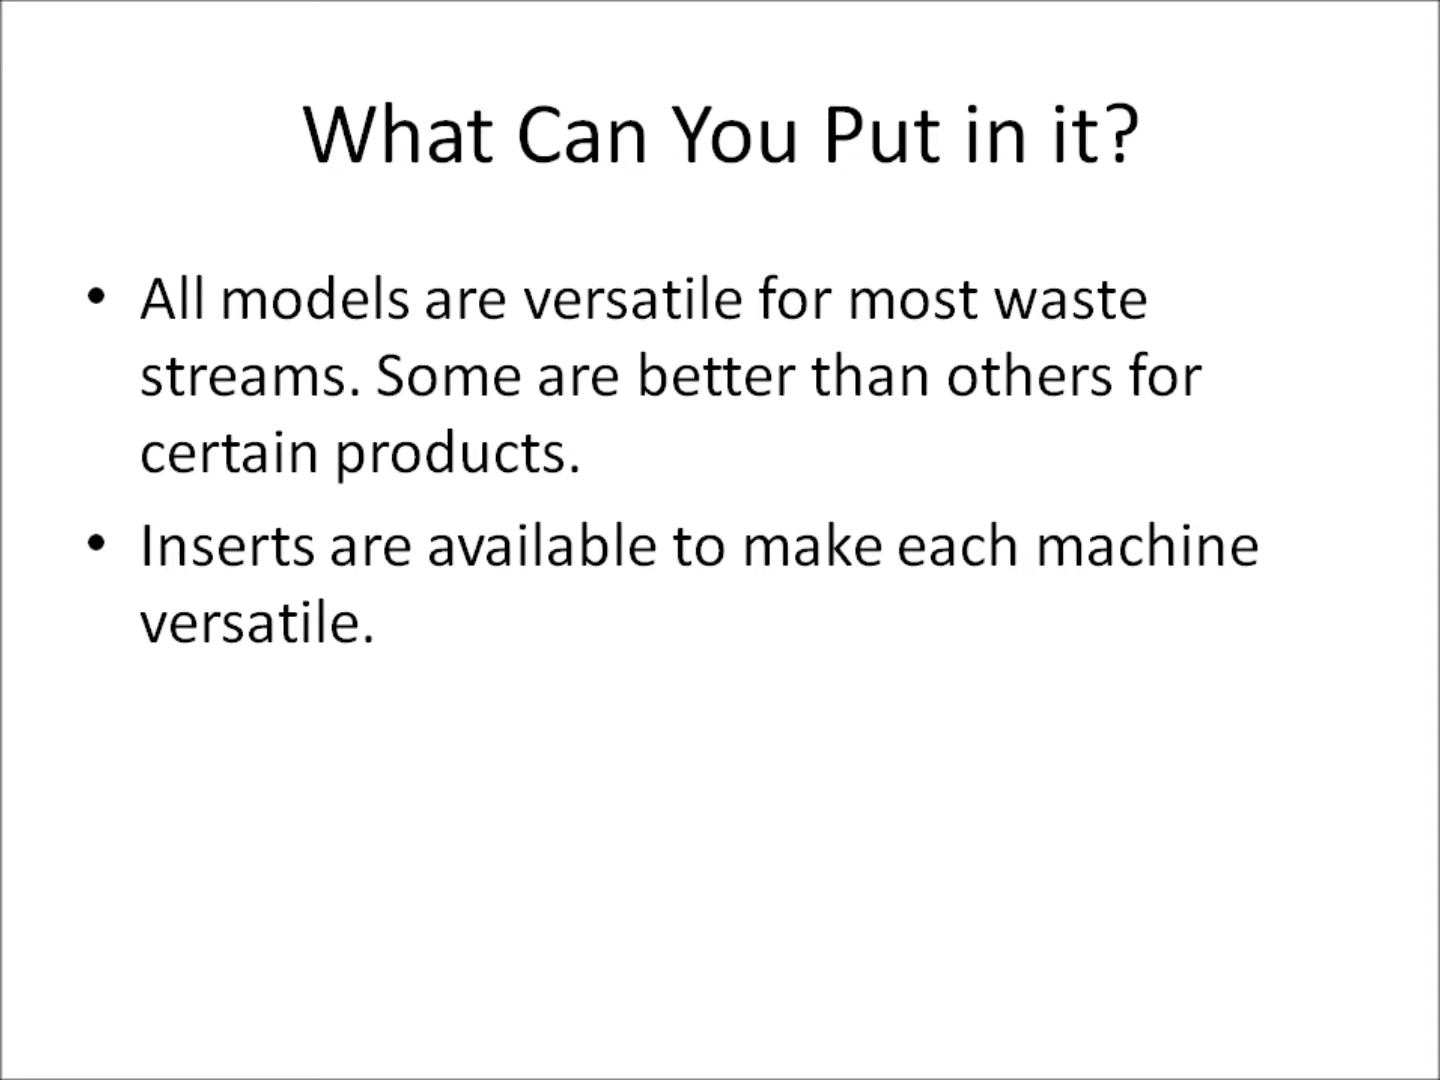 What Can You Put in it?
• All models are versatile for most waste
streams. Some are better than others for
certain products.
• Inserts are available to make each machine
versatile.